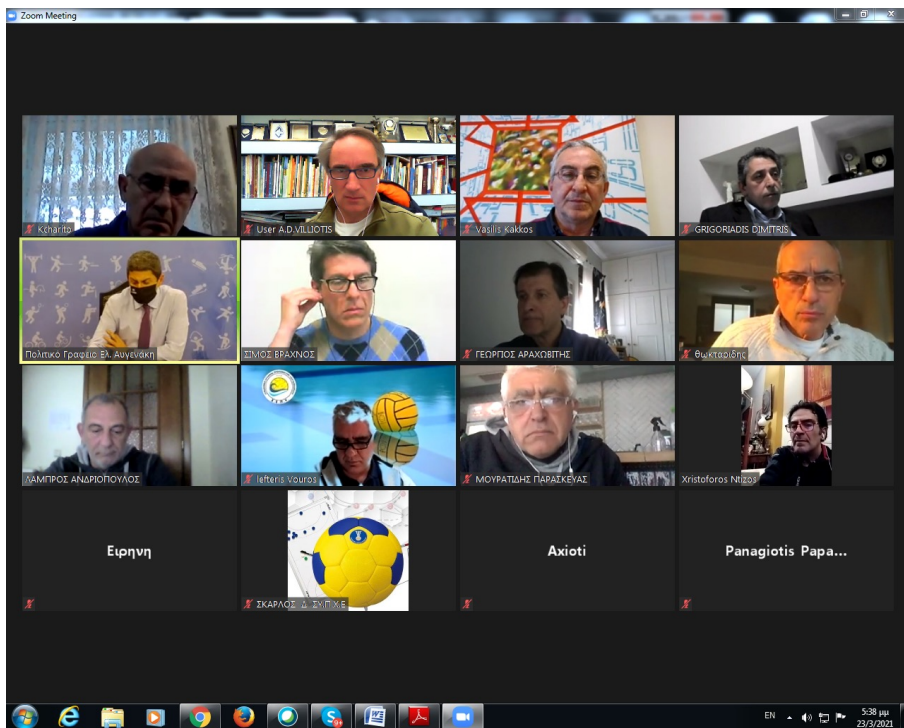 Zoom Meeting
Kcharito
User A.D.VILLIOTIS
Vasilis Kakkos
GRIGORIADIS DIMITRIS
Πολιτικό Γραφείο Ελ. Αυγενάκη
ΣΙΜΟΣ ΒΡΑΧΝΟΣ
ΓΕΩΡΓΙΟΣ ΑΡΑΧΩΒΙΤΗΣ
θωκταρίδης
ΛΑΜΠΡΟΣ ΑΝΔΡΙΟΠΟΥΛΟΣ
lefteris Vouros
ΜΟΥΡΑΤΙΔΗΣ ΠΑΡΑΣΚΕΥΑΣ
Xristoforos Ntizos
Ειρηνη
ΣΚΑΡΛΟΣ Δ. ΣΥ.Π.Χ.Ε
Axioti
Panagiotis Papa...
EN
5:38 μμ
23/3/2021